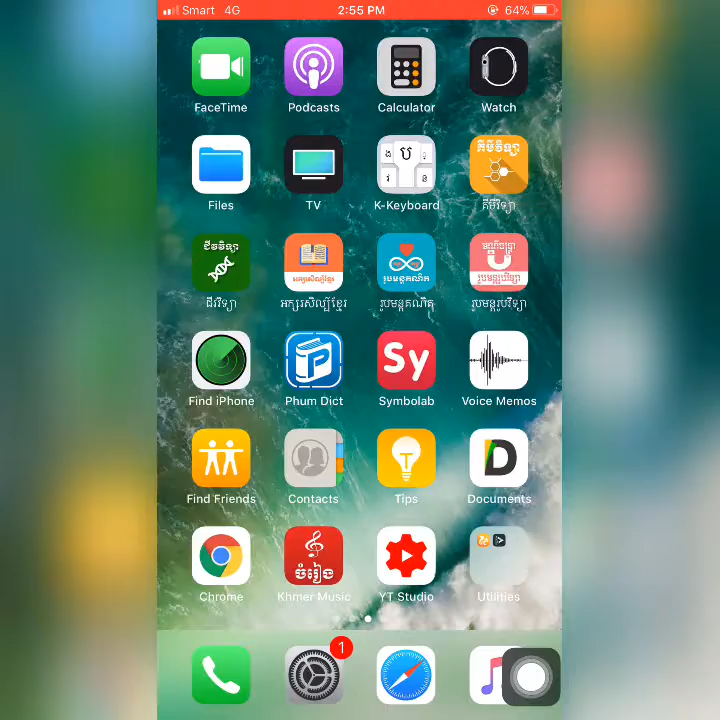 Smart 4G 2:55 PM 64%
FaceTime Podcasts Calculator Watch
Files TV K-Keyboard គីមីវិទ្យា
ជីវវិទ្យា អក្សរសិល្ប៍ខ្មែរ រូបមន្តគណិត រូបមន្តរូបវិទ្យា
Find iPhone Phum Dict Symbolab Voice Memos
Find Friends Contacts Tips Documents
Chrome Khmer Music YT Studio Utilities
1